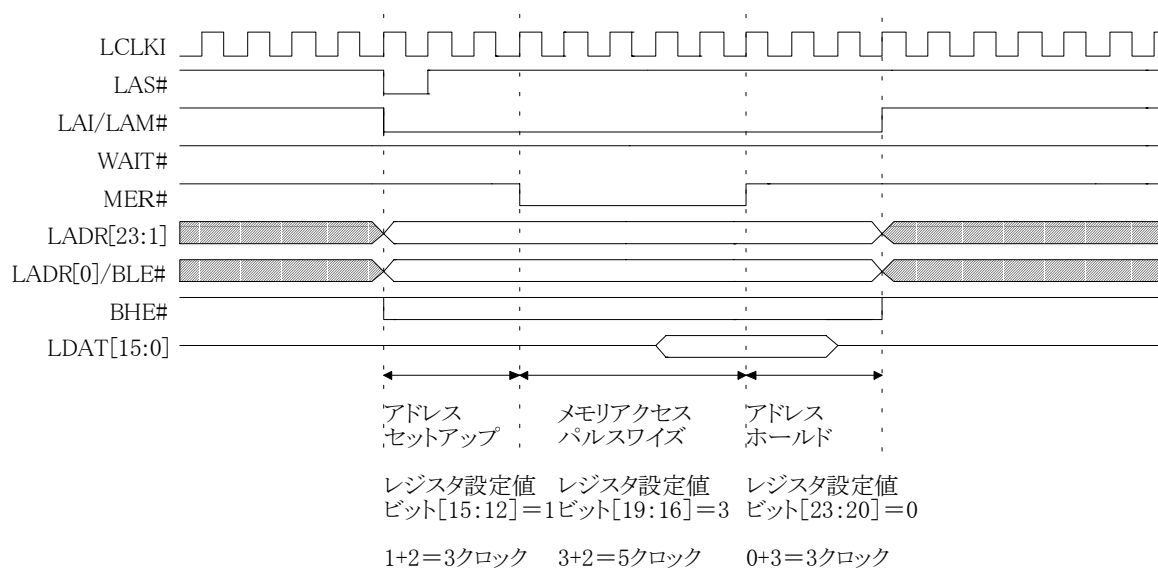 LCLKI
LAS#
LAI/LAM#
WAIT#
MER#
LADR[23:1]
LADR[0]/BLE#
BHE#
LDAT[15:0]
アドレス
セットアップ
メモリアクセス
パルスワイズ
アドレス
ホールド
レジスタ設定値
ビット[15:12]=1
レジスタ設定値
ビット[19:16]=3
レジスタ設定値
ビット[23:20]=0
1+2=3クロック
3+2=5クロック
0+3=3クロック